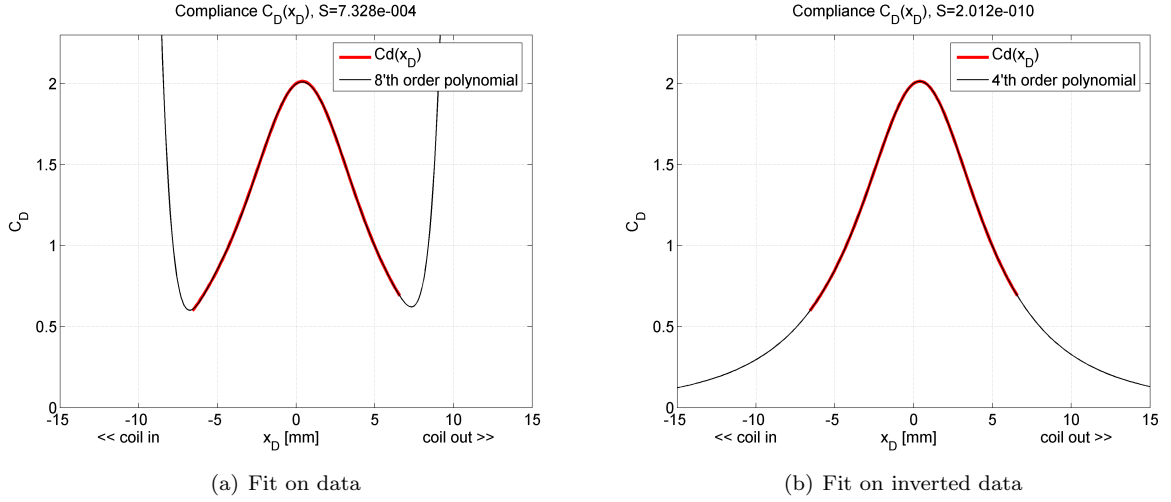 Compliance C_D(x_D), S=7.328e-004
Cd(x_D)
8'th order polynomial
2
1.5
1
0.5
0
C_D
-15 -10 -5 0 5 10 15
<< coil in x_D [mm] coil out >>
(a) Fit on data
Compliance C_D(x_D), S=2.012e-010
Cd(x_D)
4'th order polynomial
2
1.5
1
0.5
0
C_D
-15 -10 -5 0 5 10 15
<< coil in x_D [mm] coil out >>
(b) Fit on inverted data